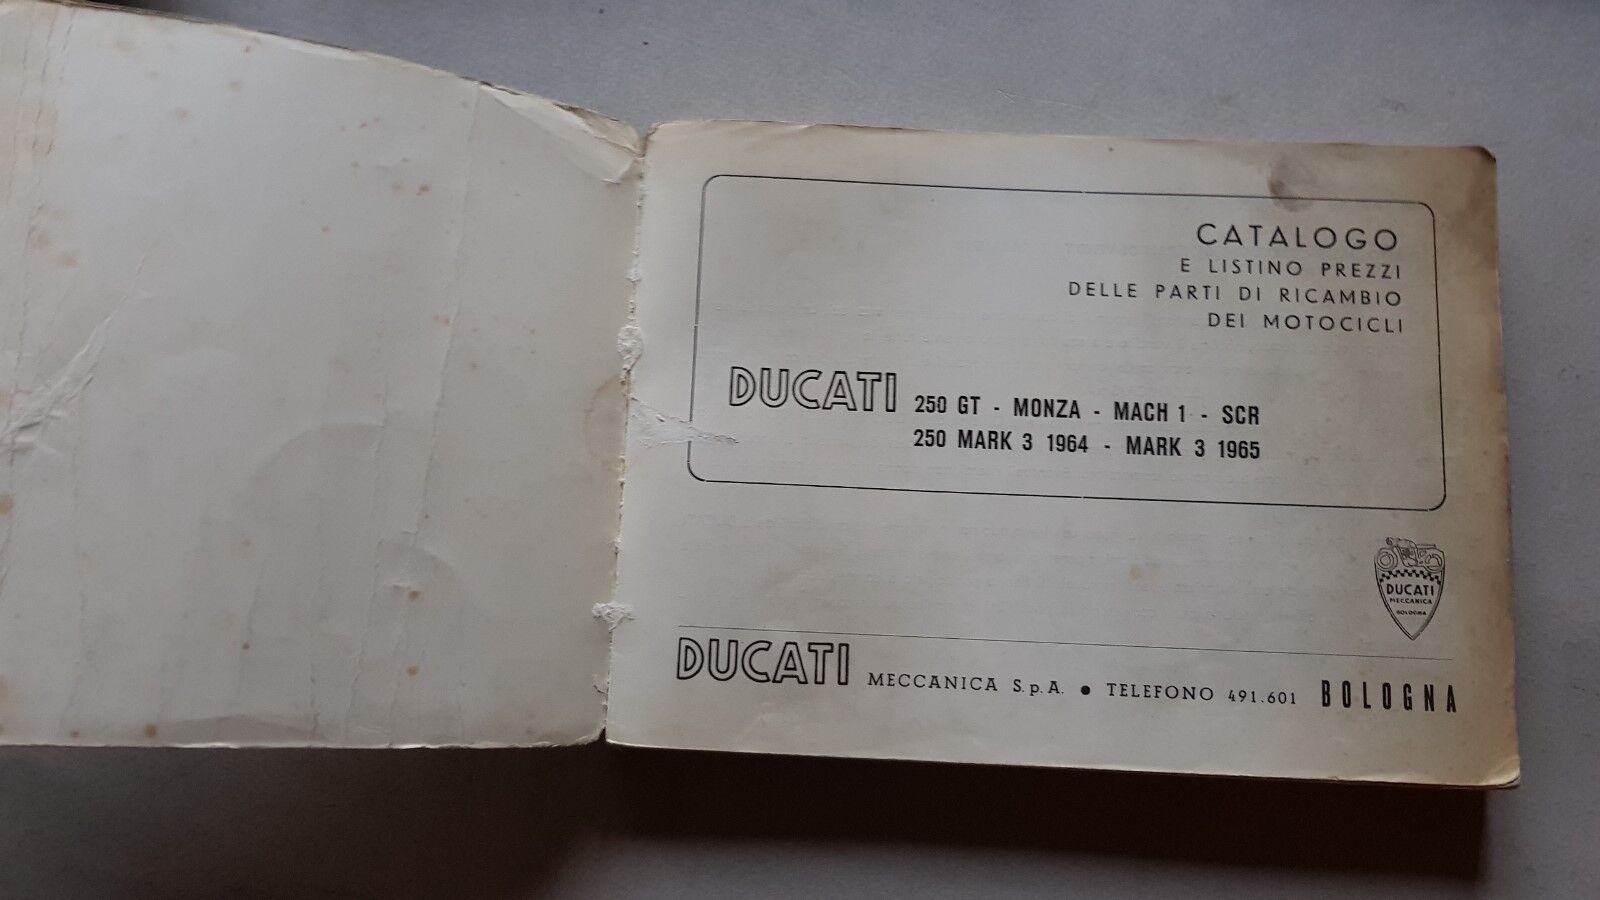 CATALOGO
E LISTINO PREZZI
DELLE PARTI DI RICAMBIO
DEI MOTOCICLI
DUCATI 250 GT - MONZA - MACH 1 - SCR
250 MARK 3 1964 - MARK 3 1965
DUCATI
MECCANICA
BOLOGNA
DUCATI MECCANICA S.p.A. ● TELEFONO 491.601 BOLOGNA